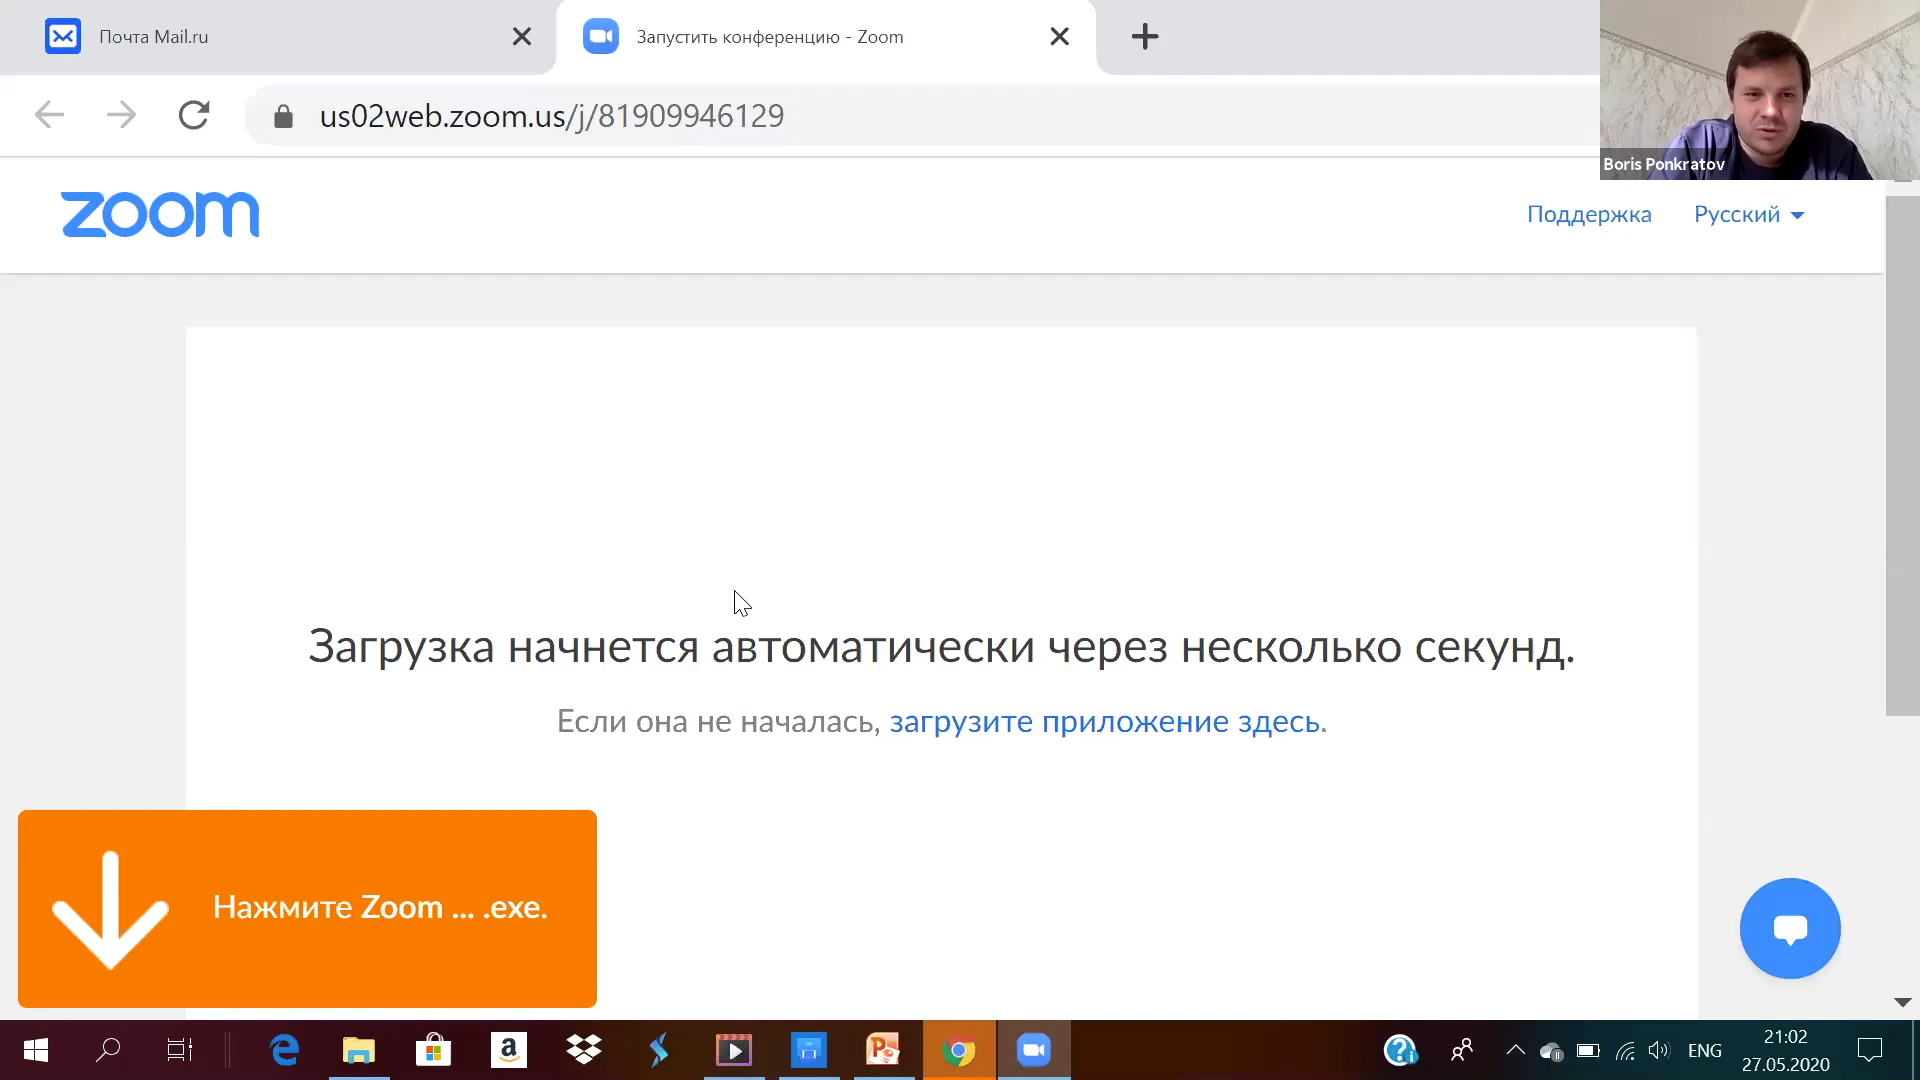 Почта Mail.ru
Запустить конференцию - Zoom
us02web.zoom.us/j/81909946129
Boris Ponkratov
zoom
Поддержка
Русский
Загрузка начнется автоматически через несколько секунд.
Если она не началась, загрузите приложение здесь.
Нажмите Zoom ... .exe.
ENG
21:02
27.05.2020